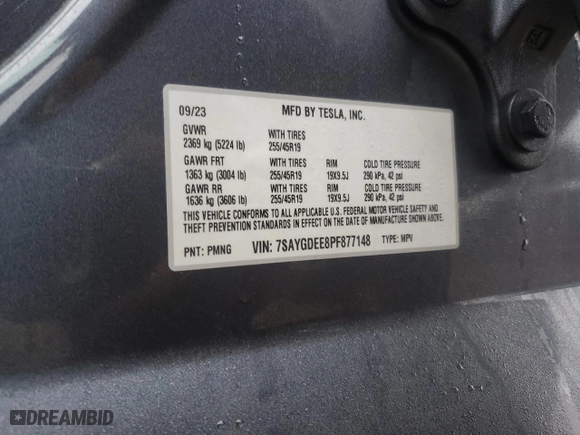 09/23 MFD BY TESLA, INC.
GVWR WITH TIRES
2369 kg (5224 lb) 255/45R19
GAWR FRT WITH TIRES RIM COLD TIRE PRESSURE
1363 kg (3004 lb) 255/45R19 19X9.5J 290 kPa, 42 psi
GAWR RR WITH TIRES RIM COLD TIRE PRESSURE
1636 kg (3606 lb) 255/45R19 19X9.5J 290 kPa, 42 psi
THIS VEHICLE CONFORMS TO ALL APPLICABLE U.S. FEDERAL MOTOR VEHICLE SAFETY AND
THEFT PREVENTION STANDARDS IN EFFECT ON THE DATE OF MANUFACTURE SHOWN ABOVE.
PNT: PMNG VIN: 7SAYGDEE8PF877148 TYPE: MPV
DREAMBID